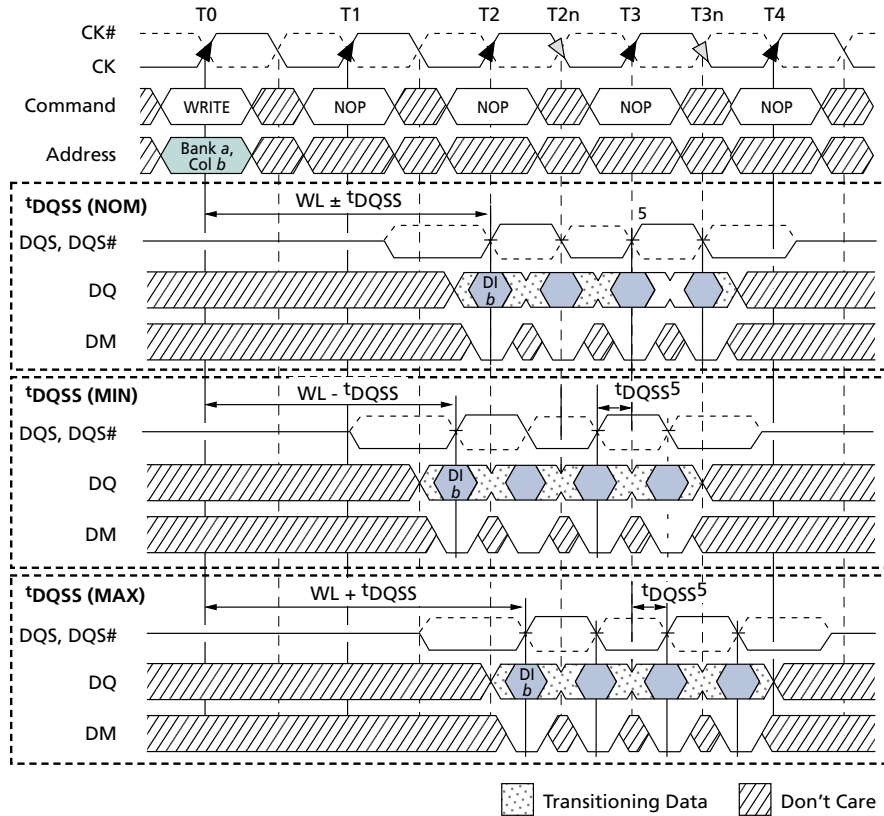 T0 T1 T2 T2n T3 T3n T4
CK#
CK
Command WRITE NOP NOP NOP NOP
Address Bank a, Col b
tDQSS (NOM) WL ± tDQSS
DQS, DQS# 5
DQ DI b
DM
tDQSS (MIN) WL - tDQSS tDQSS5
DQS, DQS#
DQ DI b
DM
tDQSS (MAX) WL + tDQSS tDQSS5
DQS, DQS#
DQ DI b
DM
Transitioning Data Don't Care